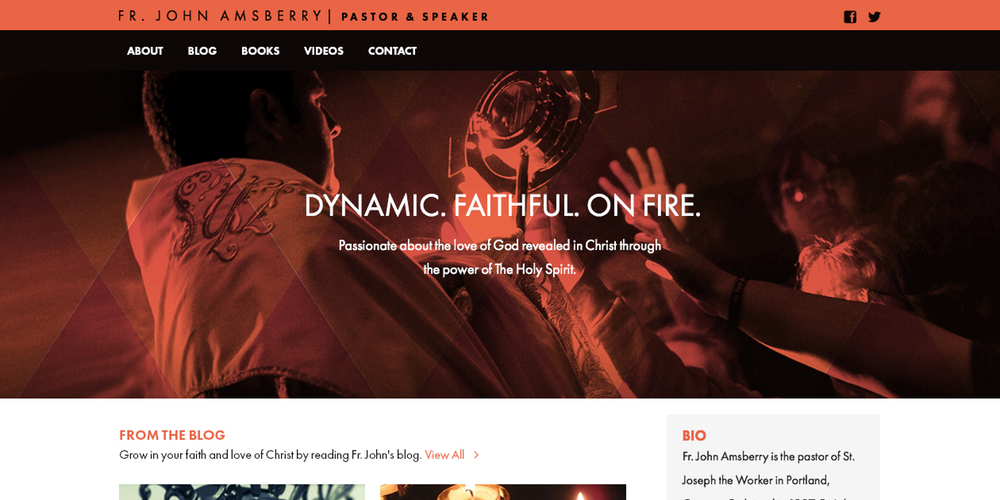 FR. JOHN AMSBERRY| PASTOR & SPEAKER
ABOUT BLOG BOOKS VIDEOS CONTACT
DYNAMIC. FAITHFUL. ON FIRE.
Passionate about the love of God revealed in Christ through
the power of The Holy Spirit.
FROM THE BLOG
Grow in your faith and love of Christ by reading Fr. John's blog. View All >
BIO
Fr. John Amsberry is the pastor of St.
Joseph the Worker in Portland,